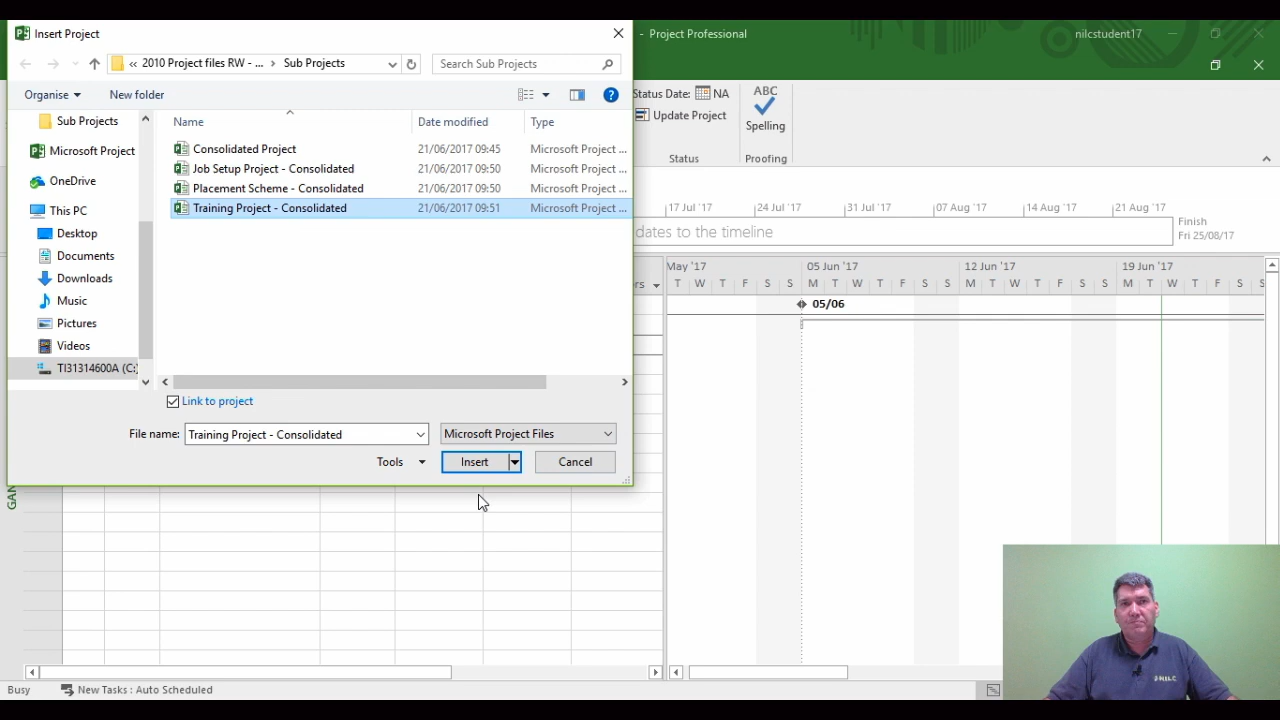 Insert Project
- Project Professional
nilcstudent17
<< 2010 Project files RW - ... > Sub Projects
Search Sub Projects
Organise
New folder
Status Date:
NA
Update Project
ABC
Spelling
Status
Proofing
Sub Projects
Microsoft Project
OneDrive
This PC
Desktop
Documents
Downloads
Music
Pictures
Videos
TI31314600A (C:)
Name
Date modified
Type
Consolidated Project
21/06/2017 09:45
Microsoft Project ...
Job Setup Project - Consolidated
21/06/2017 09:50
Microsoft Project ...
Placement Scheme - Consolidated
21/06/2017 09:50
Microsoft Project ...
Training Project - Consolidated
21/06/2017 09:51
Microsoft Project ...
Link to project
File name:
Training Project - Consolidated
Microsoft Project Files
Tools
Insert
Cancel
17 Jul '17
24 Jul '17
31 Jul '17
07 Aug '17
14 Aug '17
21 Aug '17
dates to the timeline
Finish
Fri 25/08/17
rs
May '17
05 Jun '17
12 Jun '17
19 Jun '17
T W T F S S M T W T F S S M T W T F S S M T W T F S S
05/06
GAN
Busy
New Tasks : Auto Scheduled
N.I.L.C.